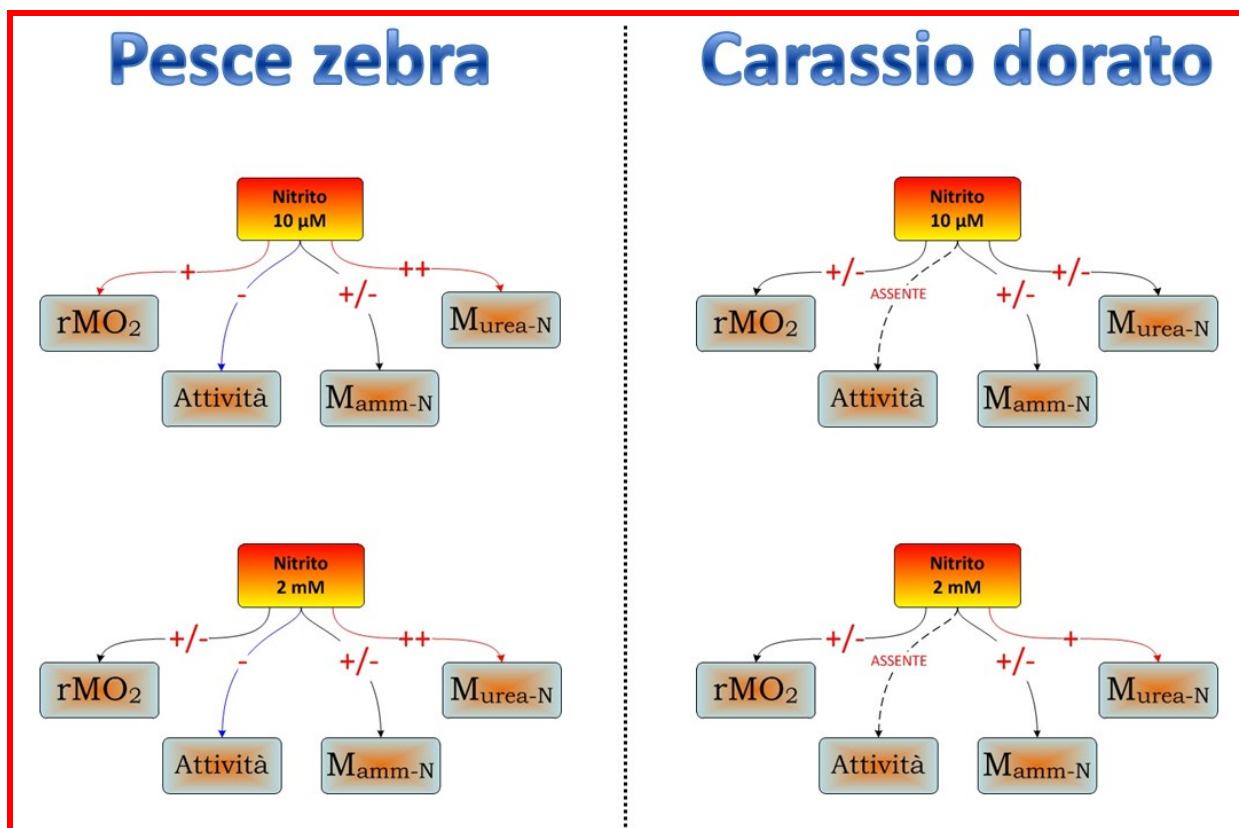 Pesce zebra
Nitrito
10 µM
+
-
+/-
++
rMO₂
Attività
Mamm-N
Murea-N
Nitrito
2 mM
+/-
-
+/-
++
rMO₂
Attività
Mamm-N
Murea-N
Carassio dorato
Nitrito
10 µM
+/-
ASSENTE
+/-
+/-
rMO₂
Attività
Mamm-N
Murea-N
Nitrito
2 mM
+/-
ASSENTE
+/-
+
rMO₂
Attività
Mamm-N
Murea-N